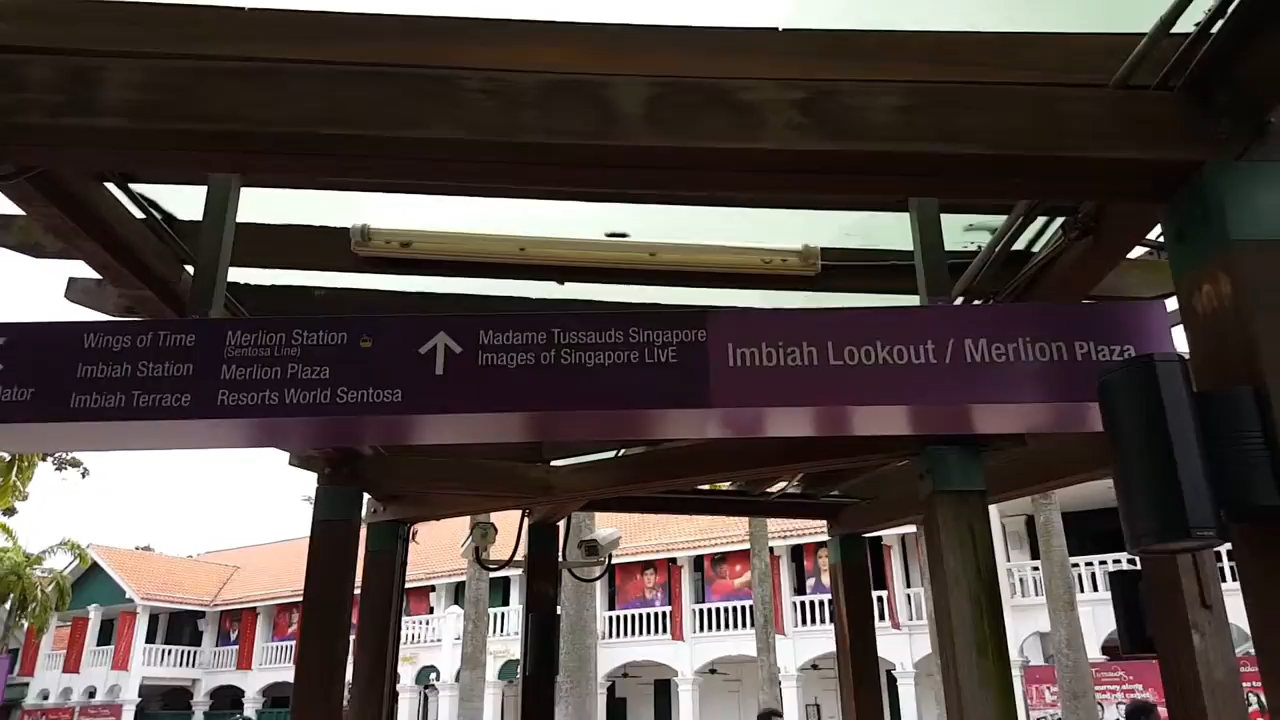 Wings of Time
Imbiah Station
Imbiah Terrace
Merlion Station
(Sentosa Line)
Merlion Plaza
Resorts World Sentosa
Madame Tussauds Singapore
Images of Singapore LIVE
Imbiah Lookout / Merlion Plaza